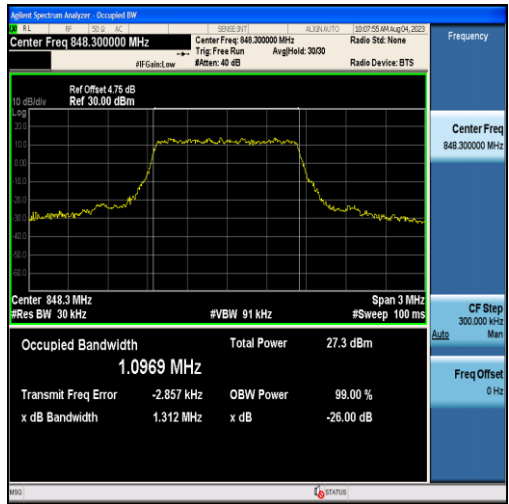 Agilent Spectrum Analyzer - Occupied BW
RL RF 50 Ω AC SENSE:INT ALIGN AUTO 10:07:55 AM Aug 04, 2023
Center Freq 848.300000 MHz
Center Freq: 848.300000 MHz
Radio Std: None
Trig: Free Run Avg|Hold: 30/30
#IFGain:Low
#Atten: 40 dB
Radio Device: BTS
Frequency
Ref Offset 4.75 dB
10 dB/div Ref 30.00 dBm
Log
20.0
10.0
0.00
-10.0
-20.0
-30.0
-40.0
-50.0
-60.0
Center Freq
848.300000 MHz
Center 848.3 MHz
Span 3 MHz
#Res BW 30 kHz
#VBW 91 kHz
#Sweep 100 ms
CF Step
300.000 kHz
Auto Man
Occupied Bandwidth
1.0969 MHz
Total Power 27.3 dBm
Freq Offset
0 Hz
Transmit Freq Error -2.857 kHz OBW Power 99.00 %
x dB Bandwidth 1.312 MHz x dB -26.00 dB
MSG
STATUS